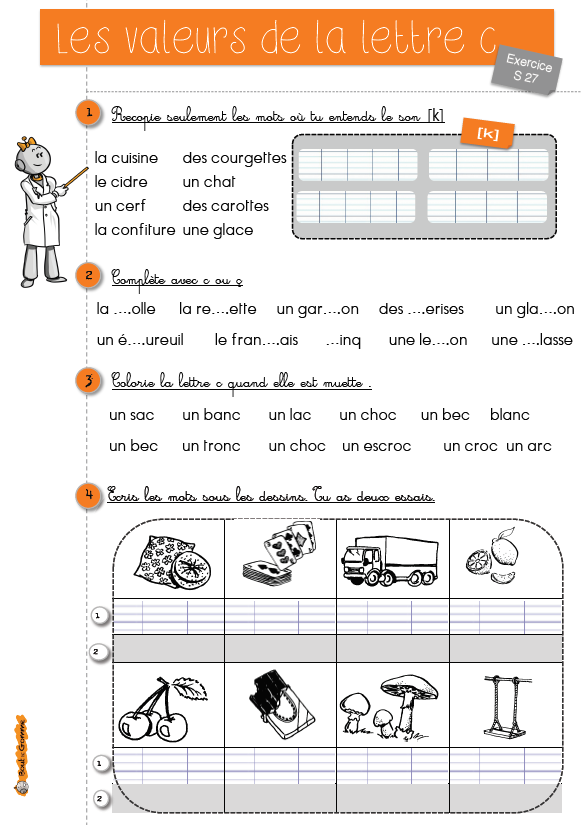 Les valeurs de la lettre c
Exercice
S 27
1 Recopie seulement les mots où tu entends le son [k]
[k]
la cuisine des courgettes
le cidre un chat
un cerf des carottes
la confiture une glace
2 Complète avec c ou ç
la ….olle la re….ette un gar….on des ….erises un gla….on
un é….ureuil le fran….ais …inq une le….on une ….lasse
3 Colorie la lettre c quand elle est muette .
un sac un banc un lac un choc un bec blanc
un bec un tronc un choc un escroc un croc un arc
4 Ecris les mots sous les dessins. Tu as deux essais.
1
2
1
2
Bout de Gomme